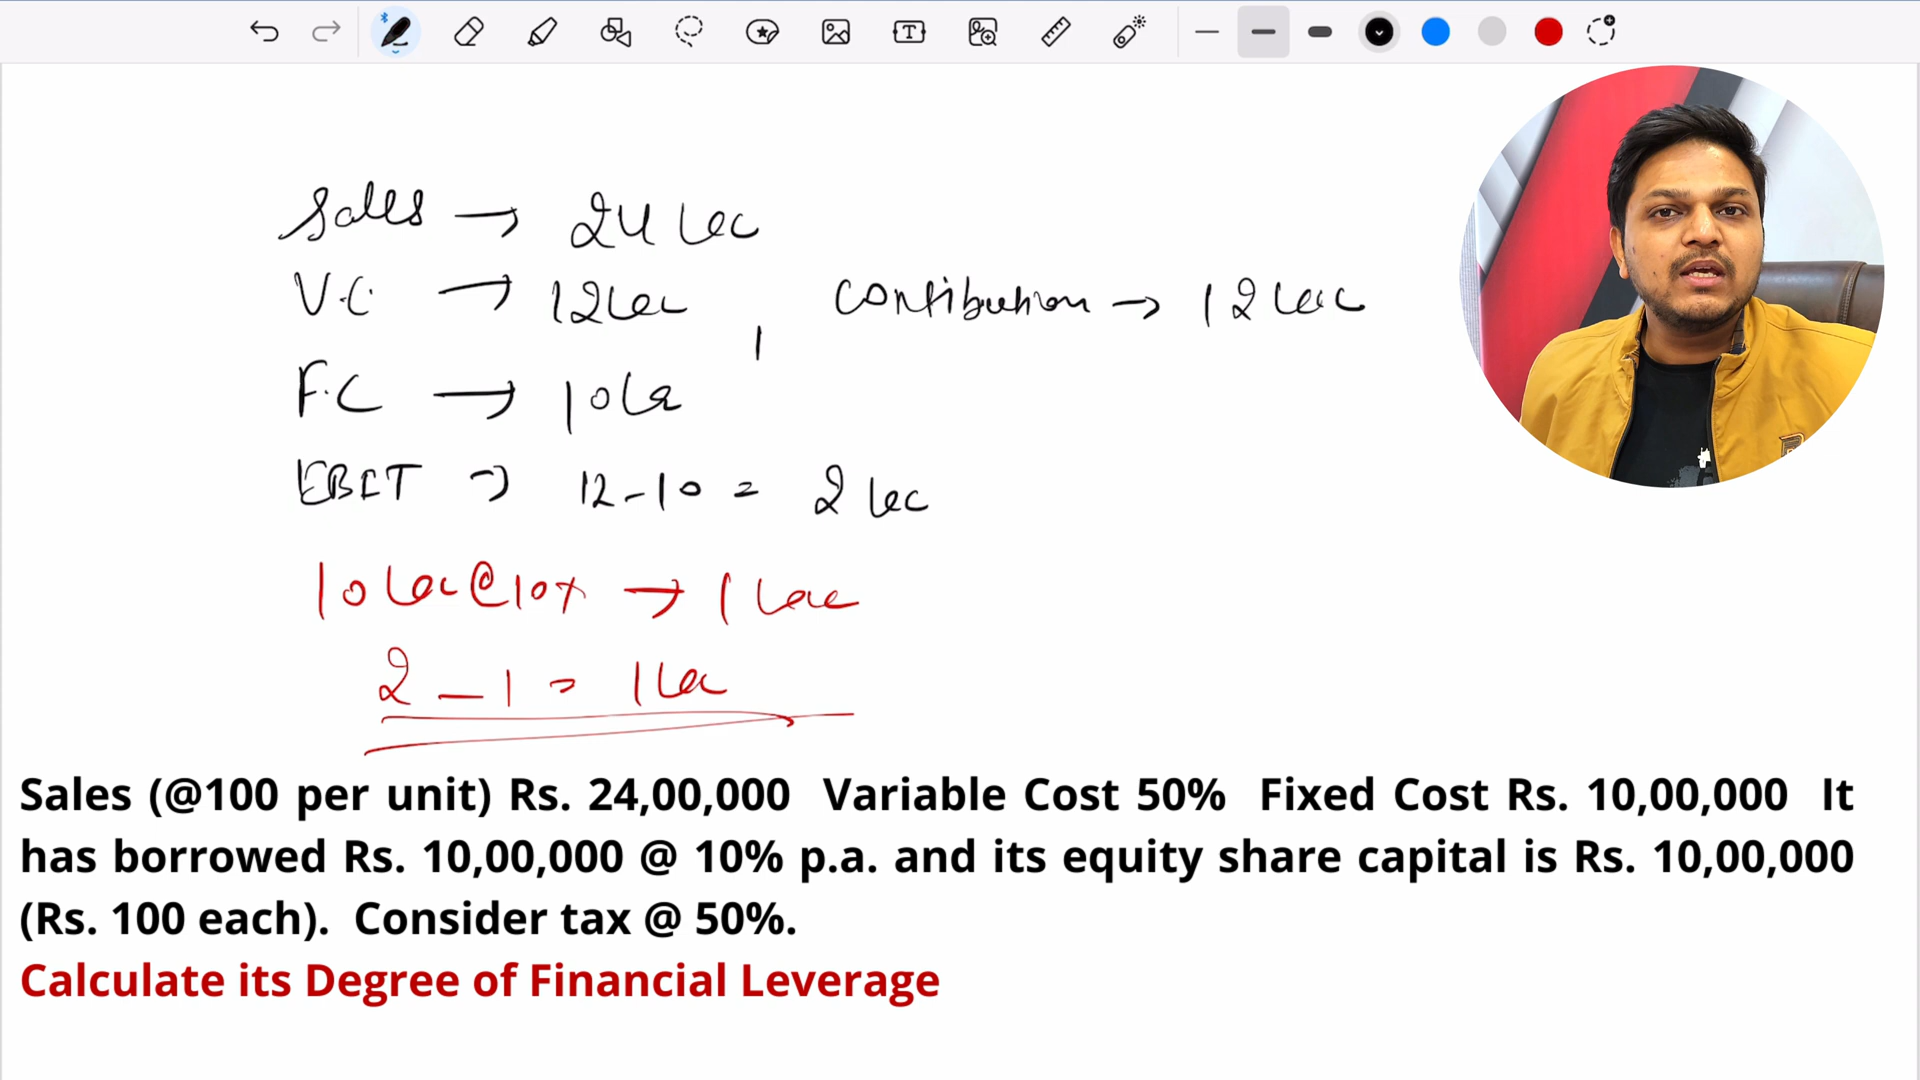 Sales → 24 Lac
V.C. → 12 Lac , Contibution → 12 Lac
F.C → 10 La
EBIT → 12 - 10 = 2 Lac
10 Lac @ 10% → 1 Lac
2 - 1 = 1 Lac
Sales (@100 per unit) Rs. 24,00,000 Variable Cost 50% Fixed Cost Rs. 10,00,000 It
has borrowed Rs. 10,00,000 @ 10% p.a. and its equity share capital is Rs. 10,00,000
(Rs. 100 each). Consider tax @ 50%.
Calculate its Degree of Financial Leverage